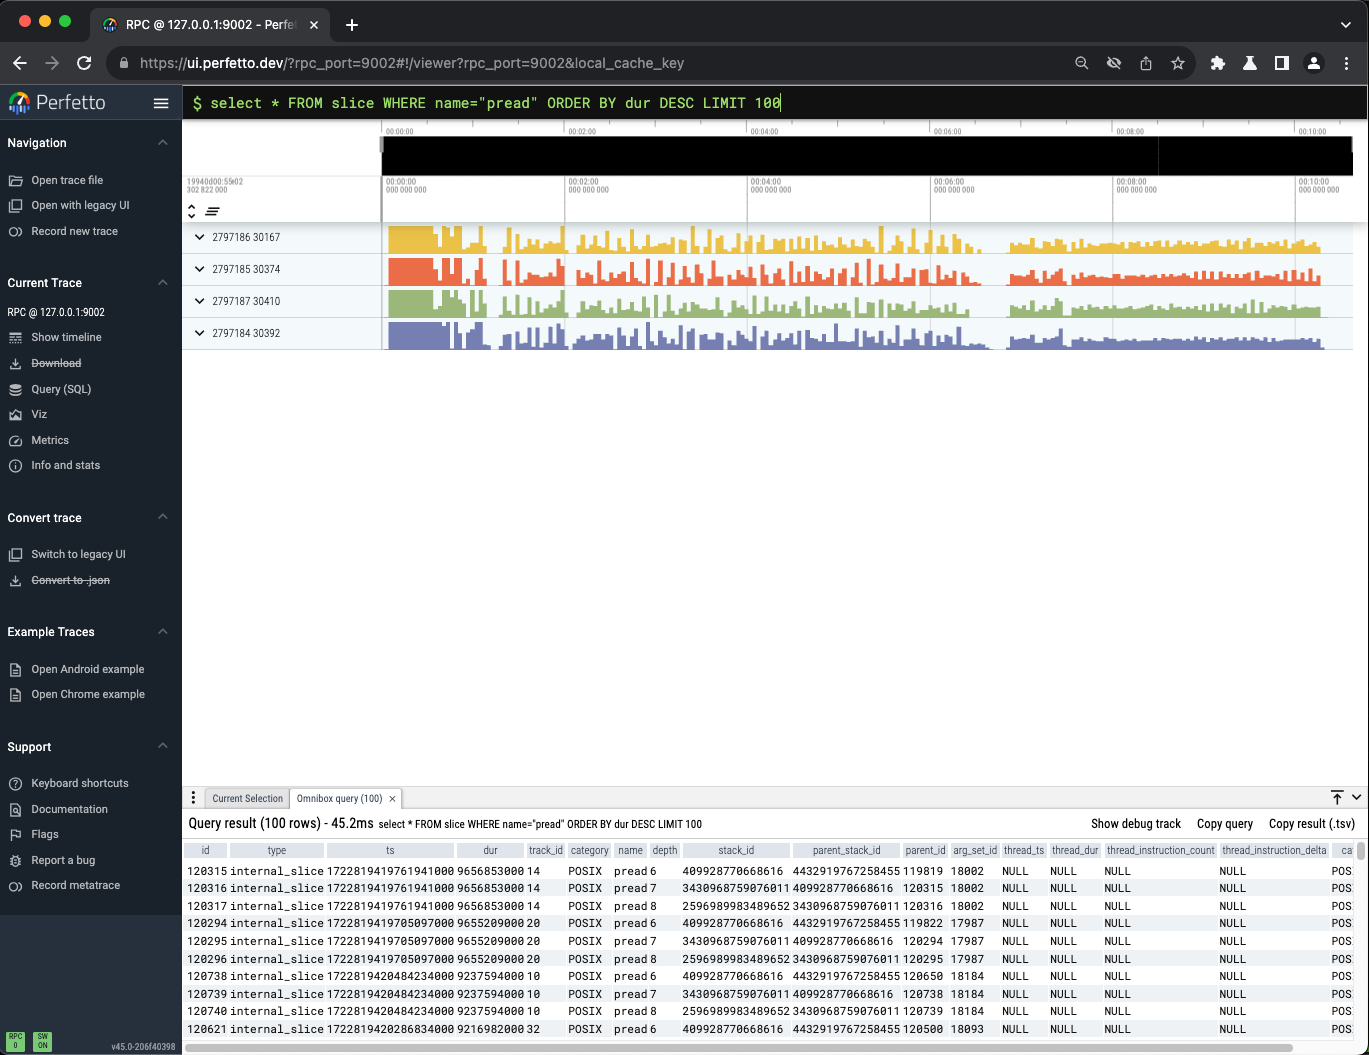 RPC @ 127.0.0.1:9002 - Perfe
https://ui.perfetto.dev/?rpc_port=9002#!/viewer?rpc_port=9002&local_cache_key
Perfetto
$ select * FROM slice WHERE name="pread" ORDER BY dur DESC LIMIT 100
Navigation
Open trace file
Open with legacy UI
Record new trace
Current Trace
RPC @ 127.0.0.1:9002
Show timeline
Download
Query (SQL)
Viz
Metrics
Info and stats
Convert trace
Switch to legacy UI
Convert to .json
Example Traces
Open Android example
Open Chrome example
Support
Keyboard shortcuts
Documentation
Flags
Report a bug
Record metatrace
RPC 0
SW ON
v45.0-206f40398
00:00:00 00:02:00 00:04:00 00:06:00 00:08:00 00:10:00
00:00:00 00:02:00 00:04:00 00:06:00 00:08:00 00:10:00
302 822 000 000 000 000 000 000 000 000 000 000 000 000 000 000 000 000 000 000 000
2797186 30167
2797185 30374
2797187 30410
2797184 30392
Current Selection Omnibox query (100)
Query result (100 rows) - 45.2ms select * FROM slice WHERE name="pread" ORDER BY dur DESC LIMIT 100 Show debug track Copy query Copy result (.tsv)
id type ts dur track_id category name depth stack_id parent_stack_id parent_id arg_set_id thread_ts thread_dur thread_instruction_count thread_instruction_delta ca
120315 internal_slice 1722819419761941000 9656853000 14 POSIX pread 6 409928770668616 4432919767258455 119819 18002 NULL NULL NULL NULL POS
120316 internal_slice 1722819419761941000 9656853000 14 POSIX pread 7 3430968759076011 409928770668616 120315 18002 NULL NULL NULL NULL POS
120317 internal_slice 1722819419761941000 9656853000 14 POSIX pread 8 2596989983489652 3430968759076011 120316 18002 NULL NULL NULL NULL POS
120294 internal_slice 1722819419705097000 9655209000 20 POSIX pread 6 409928770668616 4432919767258455 119822 17987 NULL NULL NULL NULL POS
120295 internal_slice 1722819419705097000 9655209000 20 POSIX pread 7 3430968759076011 409928770668616 120294 17987 NULL NULL NULL NULL POS
120296 internal_slice 1722819419705097000 9655209000 20 POSIX pread 8 2596989983489652 3430968759076011 120295 17987 NULL NULL NULL NULL POS
120738 internal_slice 1722819420484234000 9237594000 10 POSIX pread 6 409928770668616 4432919767258455 120650 18184 NULL NULL NULL NULL POS
120739 internal_slice 1722819420484234000 9237594000 10 POSIX pread 7 3430968759076011 409928770668616 120738 18184 NULL NULL NULL NULL POS
120740 internal_slice 1722819420484234000 9237594000 10 POSIX pread 8 2596989983489652 3430968759076011 120739 18184 NULL NULL NULL NULL POS
120621 internal_slice 1722819420286834000 9216982000 32 POSIX pread 6 409928770668616 4432919767258455 120500 18093 NULL NULL NULL NULL POS